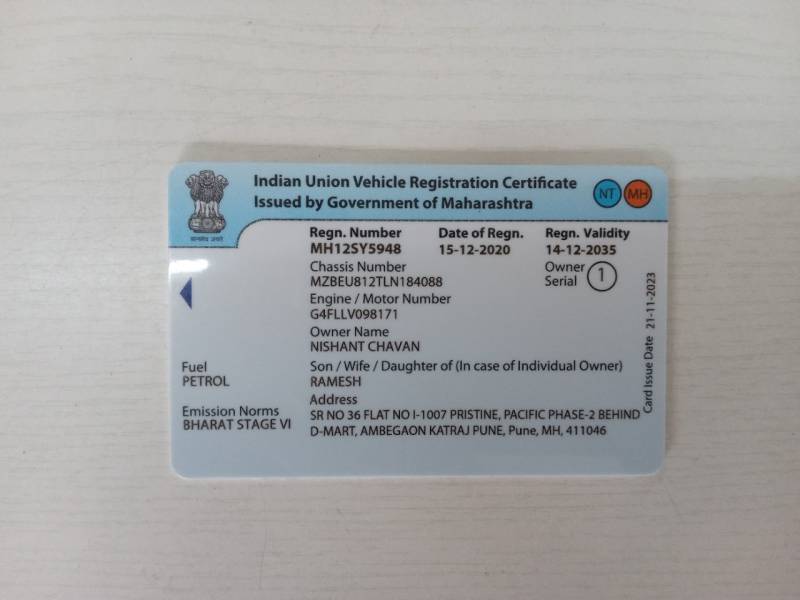 Indian Union Vehicle Registration Certificate
Issued by Government of Maharashtra
NT MH
सत्यमेव जयते
Regn. Number Date of Regn. Regn. Validity
MH12SY5948 15-12-2020 14-12-2035
Chassis Number
MZBEU812TLN184088
Owner
Serial 1
Engine / Motor Number
G4FLLV098171
Owner Name
NISHANT CHAVAN
Fuel
PETROL
Son / Wife / Daughter of (In case of Individual Owner)
RAMESH
Emission Norms
BHARAT STAGE VI
Address
SR NO 36 FLAT NO I-1007 PRISTINE, PACIFIC PHASE-2 BEHIND
D-MART, AMBEGAON KATRAJ PUNE, Pune, MH, 411046
Card Issue Date 21-11-2023